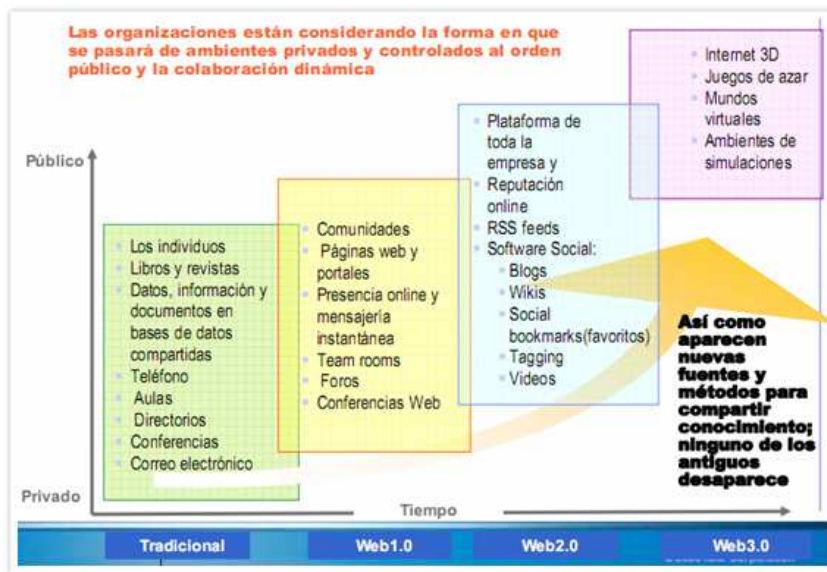 Las organizaciones están considerando la forma en que
se pasará de ambientes privados y controlados al orden
público y la colaboración dinámica
Internet 3D
Juegos de azar
Mundos
virtuales
Ambientes de
simulaciones
Plataforma de
toda la
empresa y
Reputación
online
RSS feeds
Software Social:
Blogs
Wikis
Social
bookmarks(favoritos)
Tagging
Videos
Público
Comunidades
Páginas web y
portales
Presencia online y
mensajería
instantánea
Team rooms
Foros
Conferencias Web
Los individuos
Libros y revistas
Datos, información y
documentos en
bases de datos
compartidas
Teléfono
Aulas
Directorios
Conferencias
Correo electrónico
Así como
aparecen
nuevas
fuentes y
métodos para
compartir
conocimiento;
ninguno de los
antiguos
desaparece
Privado
Tiempo
Tradicional
Web1.0
Web2.0
Web3.0